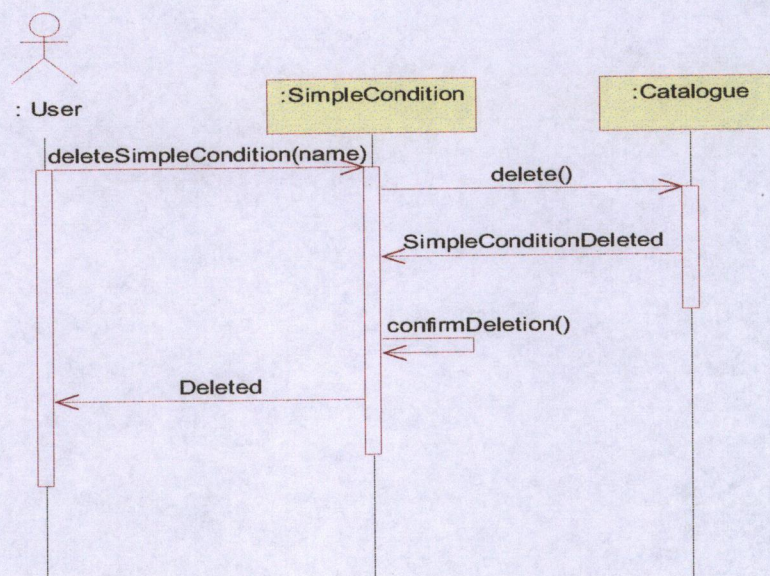 : User
:SimpleCondition
:Catalogue
deleteSimpleCondition(name)
delete()
SimpleConditionDeleted
confirmDeletion()
Deleted